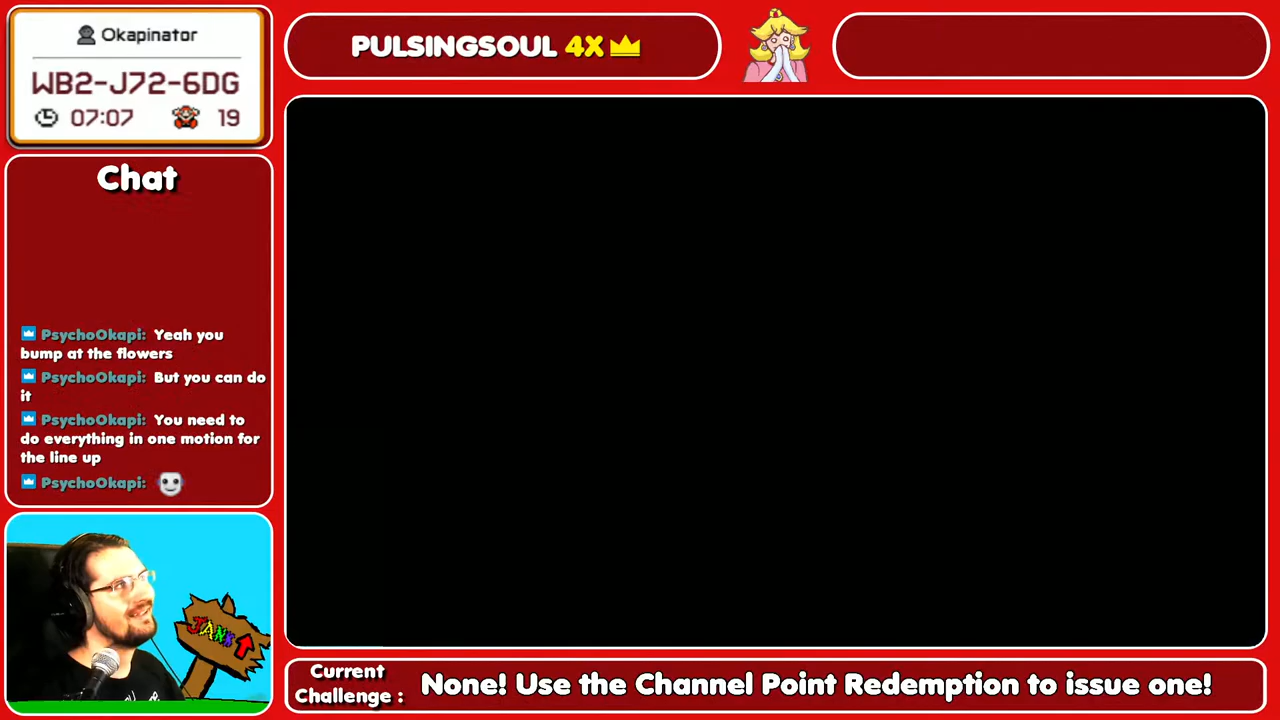 Okapinator
WB2-J72-6DG
07:07 19
PULSINGSOUL 4X
Chat
PsychoOkapi: Yeah you
bump at the flowers
PsychoOkapi: But you can do
it
PsychoOkapi: You need to
do everything in one motion for
the line up
PsychoOkapi:
JANK
Current
Challenge :
None! Use the Channel Point Redemption to issue one!